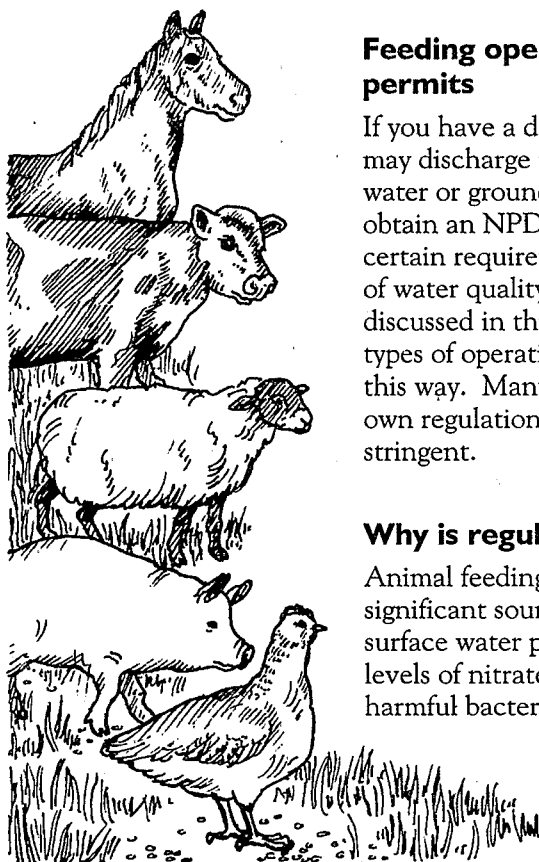 Feeding ope
permits
If you have a d
may discharge
water or ground
obtain an NPD
certain require
of water quality
discussed in th
types of operati
this way. Man
own regulation
stringent.
Why is regul
Animal feeding
significant sour
surface water p
levels of nitrate
harmful bacter